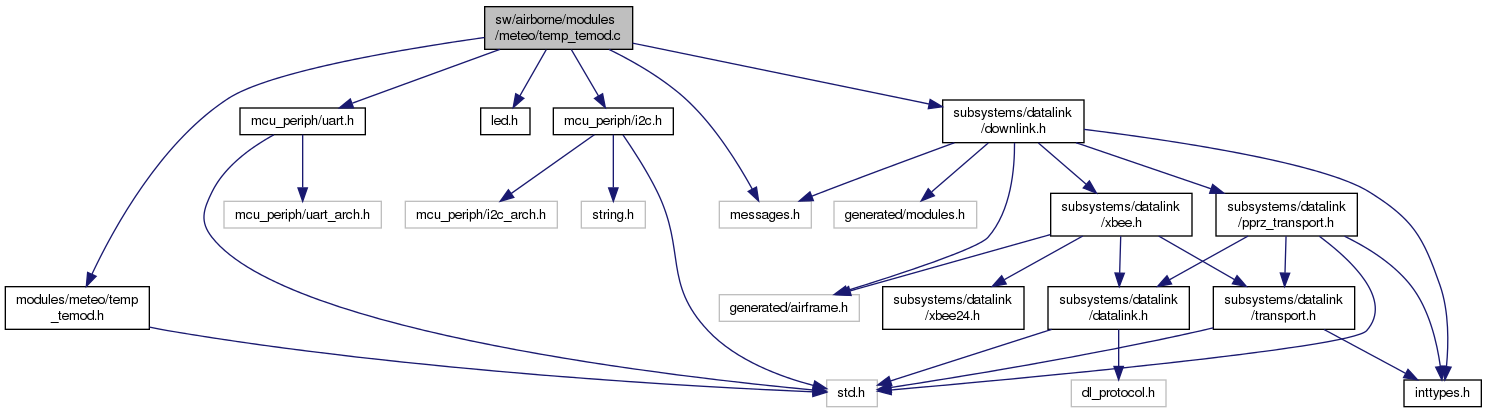 sw/airborne/modules
/meteo/temp_temod.c
mcu_periph/uart.h
led.h
mcu_periph/i2c.h
subsystems/datalink
/downlink.h
mcu_periph/uart_arch.h
mcu_periph/i2c_arch.h
string.h
messages.h
generated/modules.h
subsystems/datalink
/xbee.h
subsystems/datalink
/pprz_transport.h
modules/meteo/temp
_temod.h
generated/airframe.h
subsystems/datalink
/xbee24.h
subsystems/datalink
/datalink.h
subsystems/datalink
/transport.h
std.h
dl_protocol.h
inttypes.h